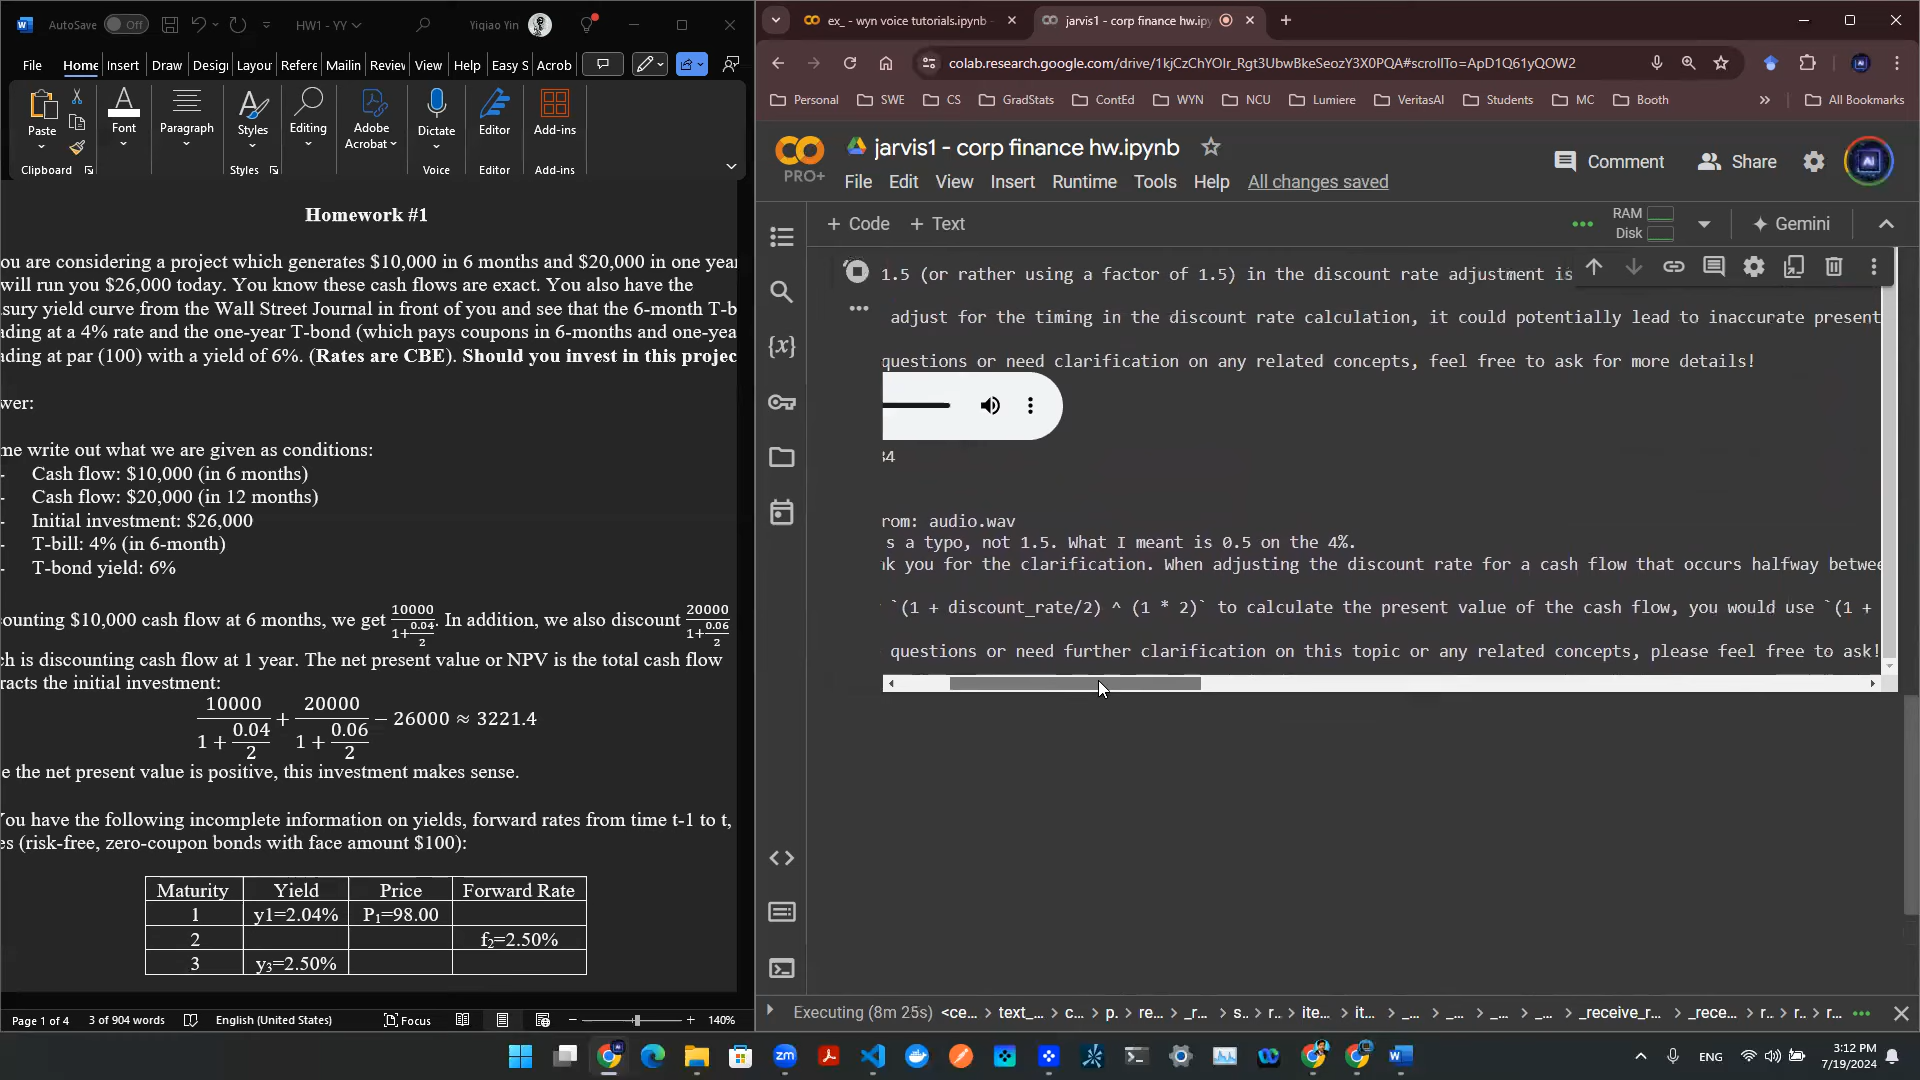 AutoSave
Off
HW1 - YY
Yiqiao Yin
File
Home
Insert
Draw
Desig
Layou
Refere
Mailin
Review
View
Help
Easy S
Acrob
Paste
Font
Paragraph
Styles
Editing
Adobe
Acrobat
Dictate
Editor
Add-ins
Clipboard
Styles
Voice
Editor
Add-ins
Homework #1
ou are considering a project which generates $10,000 in 6 months and $20,000 in one year
will run you $26,000 today. You know these cash flows are exact. You also have the
sury yield curve from the Wall Street Journal in front of you and see that the 6-month T-b
ading at a 4% rate and the one-year T-bond (which pays coupons in 6-months and one-yea
ading at par (100) with a yield of 6%. (Rates are CBE). Should you invest in this projec
wer:
me write out what we are given as conditions:
- Cash flow: $10,000 (in 6 months)
- Cash flow: $20,000 (in 12 months)
- Initial investment: $26,000
- T-bill: 4% (in 6-month)
- T-bond yield: 6%
ounting $10,000 cash flow at 6 months, we get 10000/(1+0.04/2). In addition, we also discount 20000/(1+0.06/2)
ch is discounting cash flow at 1 year. The net present value or NPV is the total cash flow
racts the initial investment:
10000/(1 + 0.04/2) + 20000/(1 + 0.06/2) − 26000 ≈ 3221.4
e the net present value is positive, this investment makes sense.
You have the following incomplete information on yields, forward rates from time t-1 to t,
es (risk-free, zero-coupon bonds with face amount $100):
Maturity Yield Price Forward Rate
1 y1=2.04% P1=98.00
2 f2=2.50%
3 y3=2.50%
Page 1 of 4
3 of 904 words
English (United States)
Focus
140%
ex_ - wyn voice tutorials.ipynb
jarvis1 - corp finance hw.ipy
colab.research.google.com/drive/1kjCzChYOIr_Rgt3UbwBkeSeozY3X0PQA#scrollTo=ApD1Q61yQOW2
Personal
SWE
CS
GradStats
ContEd
WYN
NCU
Lumiere
VeritasAI
Students
MC
Booth
All Bookmarks
PRO+
jarvis1 - corp finance hw.ipynb
Comment
Share
File
Edit
View
Insert
Runtime
Tools
Help
All changes saved
+ Code
+ Text
RAM
Disk
Gemini
1.5 (or rather using a factor of 1.5) in the discount rate adjustment is
adjust for the timing in the discount rate calculation, it could potentially lead to inaccurate present
questions or need clarification on any related concepts, feel free to ask for more details!
34
rom: audio.wav
s a typo, not 1.5. What I meant is 0.5 on the 4%.
nk you for the clarification. When adjusting the discount rate for a cash flow that occurs halfway betwee
`(1 + discount_rate/2) ^ (1 * 2)` to calculate the present value of the cash flow, you would use `(1 +
questions or need further clarification on this topic or any related concepts, please feel free to ask!
Executing (8m 25s) <ce... > text_... > c... > p. > re... > _r... > s. > r... > ite... > it... > _... > _... > _... > _... > _receive_r... > _rece... > r... > r... > r...
ENG
3:12 PM
7/19/2024